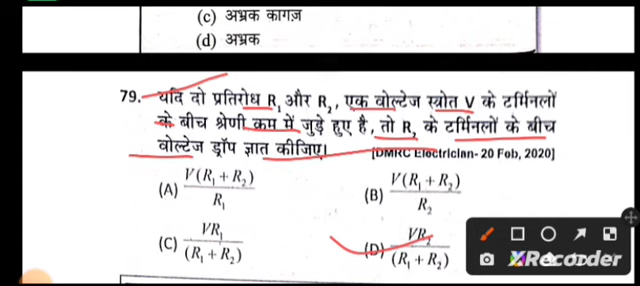 (c) अभ्रक कागज़
(d) अभ्रक
79. यदि दो प्रतिरोध R₁ और R₂, एक वोल्टेज स्त्रोत V के टर्मिनलों
के बीच श्रेणी क्रम में जुड़े हुए है, तो R₂ के टर्मिनलों के बीच
वोल्टेज ड्रॉप ज्ञात कीजिए। [DMRC Electrician- 20 Feb, 2020]
(A) V(R₁ + R₂) / R₁ (B) V(R₁ + R₂) / R₂
(C) VR₁ / (R₁ + R₂) (D) VR₂ / (R₁ + R₂)
XRecorder